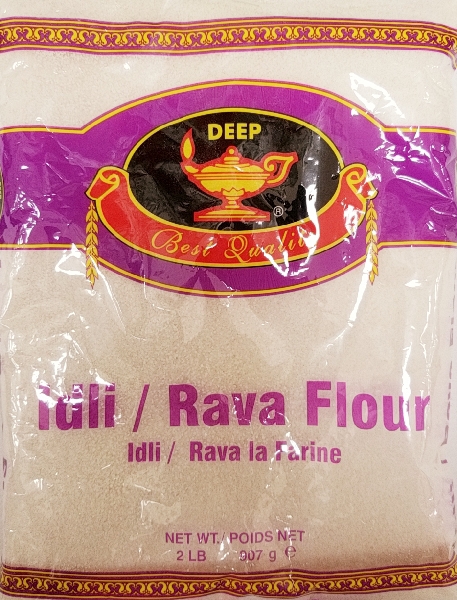 DEEP
®
Best Quality
Idli / Rava Flour
Idli / Rava la Farine
NET WT./ POIDS NET
2 LB 907 g e